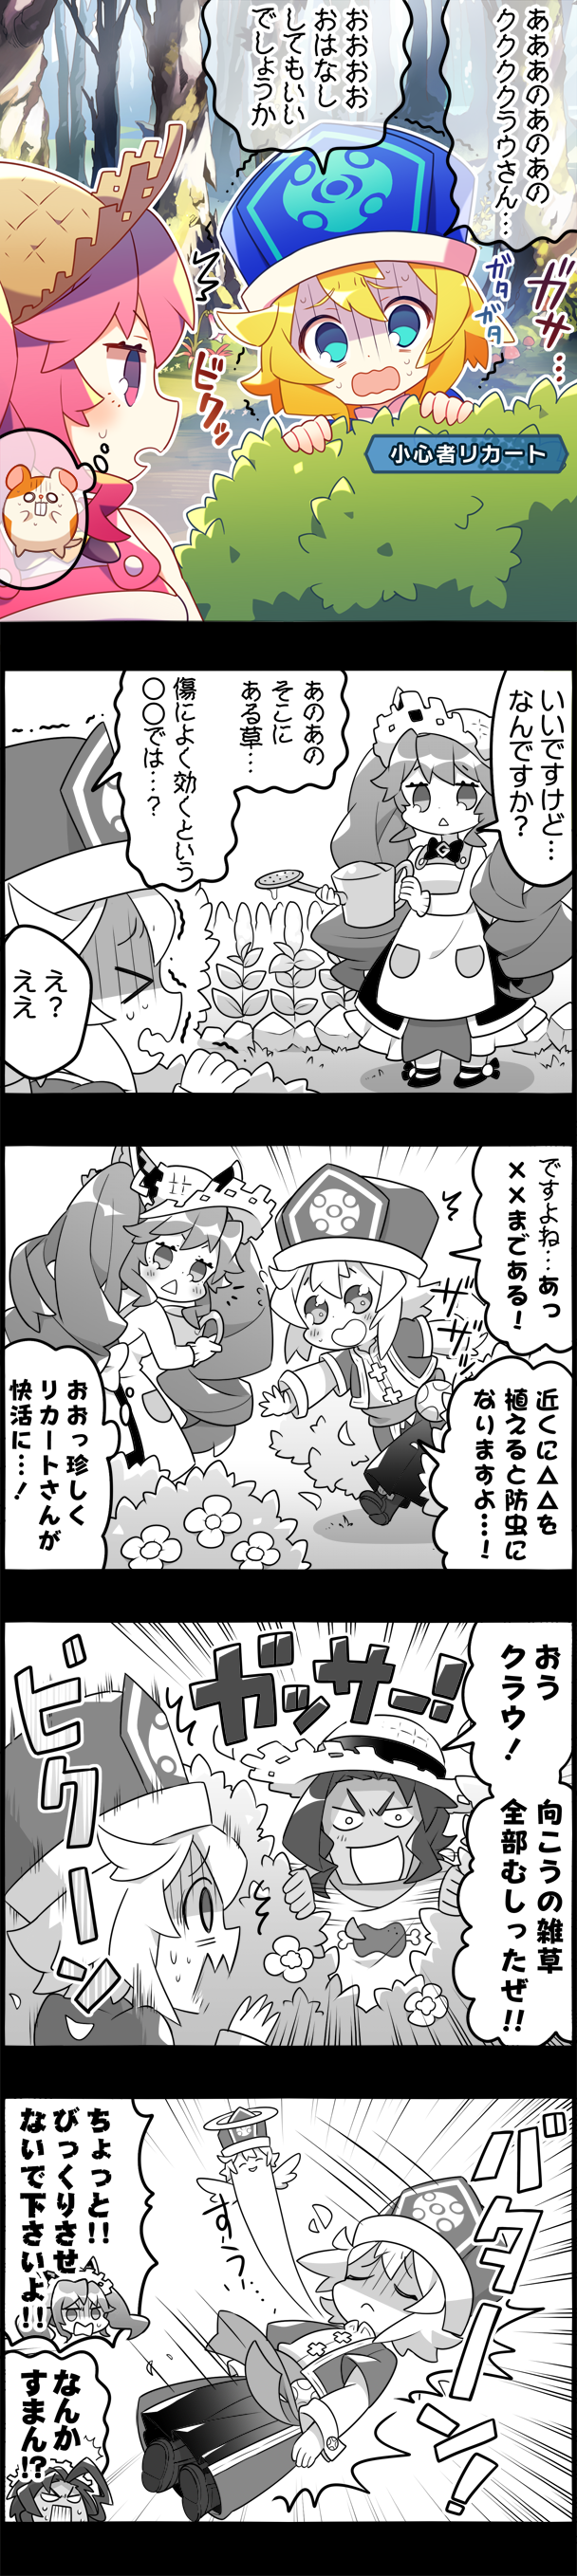 あああのあのあの
ククククラウさん…
おおおお
おはなし
してもいい
でしょうか
ガサ…
ガタ
ガタ
ビクッ
小心者リカート
いいですけど…
なんですか?
あのあの
そこに
ある草…
傷によく効くという
〇〇では…?
え?
ええ
ですよね…あっ
××まである!
ザザザッ
近くに△△を
植えると防虫に
なりますよ…!
おおっ珍しく
リカートさんが
快活に…!
おう
クラウ!
向こうの雑草
全部むしったぜ!!
ガッサー!
ビクーーン
バターーン!
すぅ…
ちょっと!!
びっくりさせ
ないで下さいよ!!
なんか
すまん!?